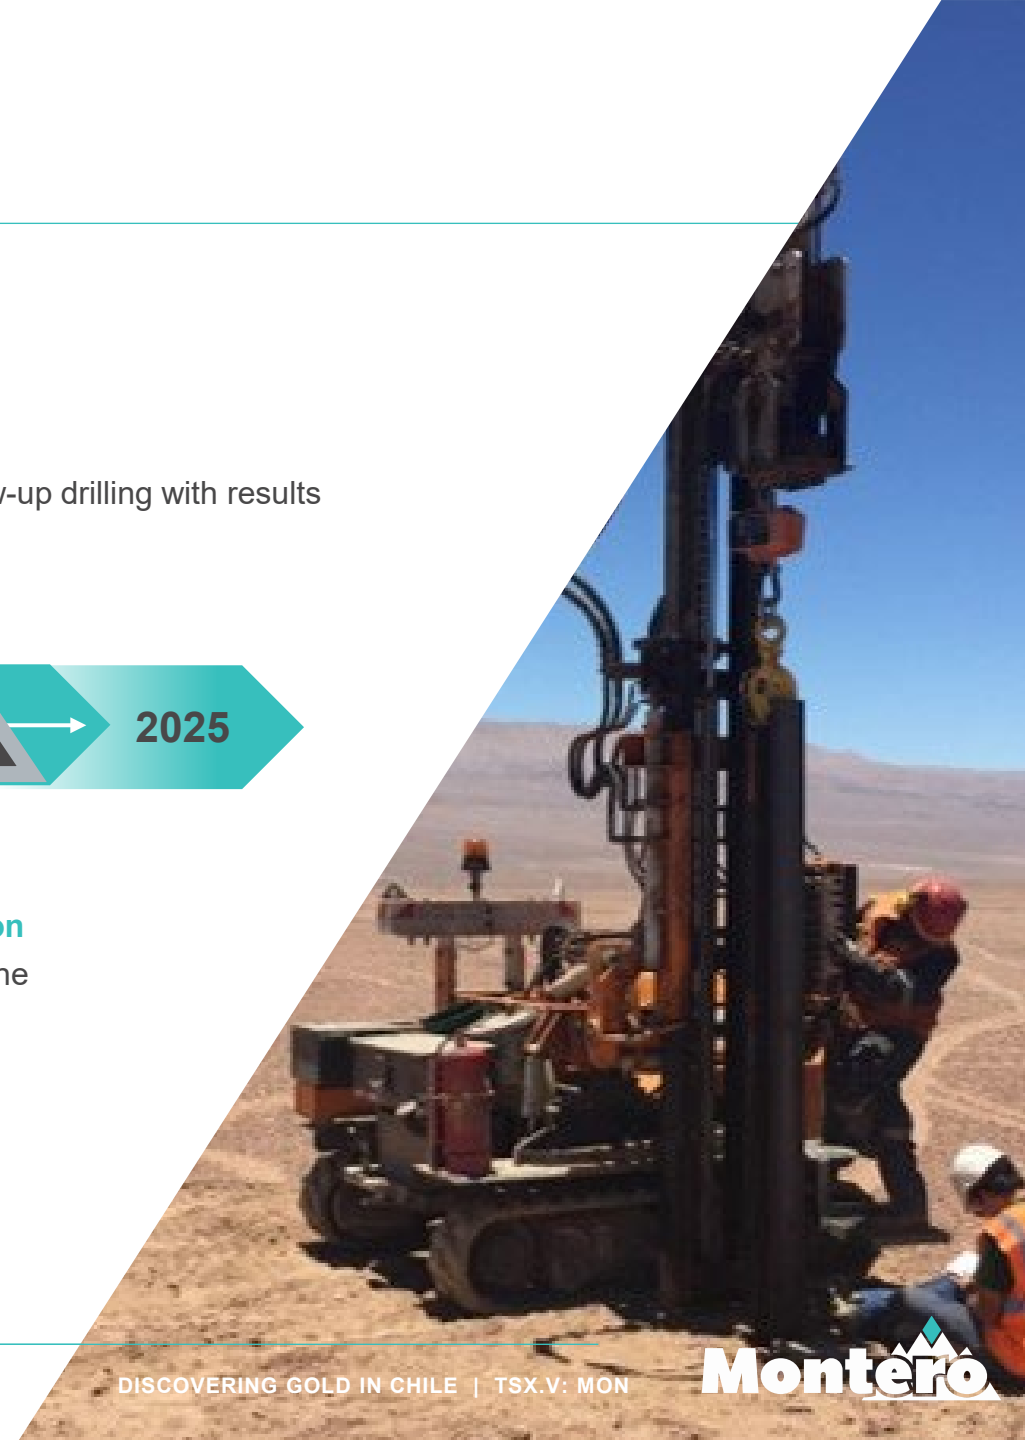 w-up drilling with results
2025
on
ne
DISCOVERING GOLD IN CHILE | TSX.V: MON
Montero